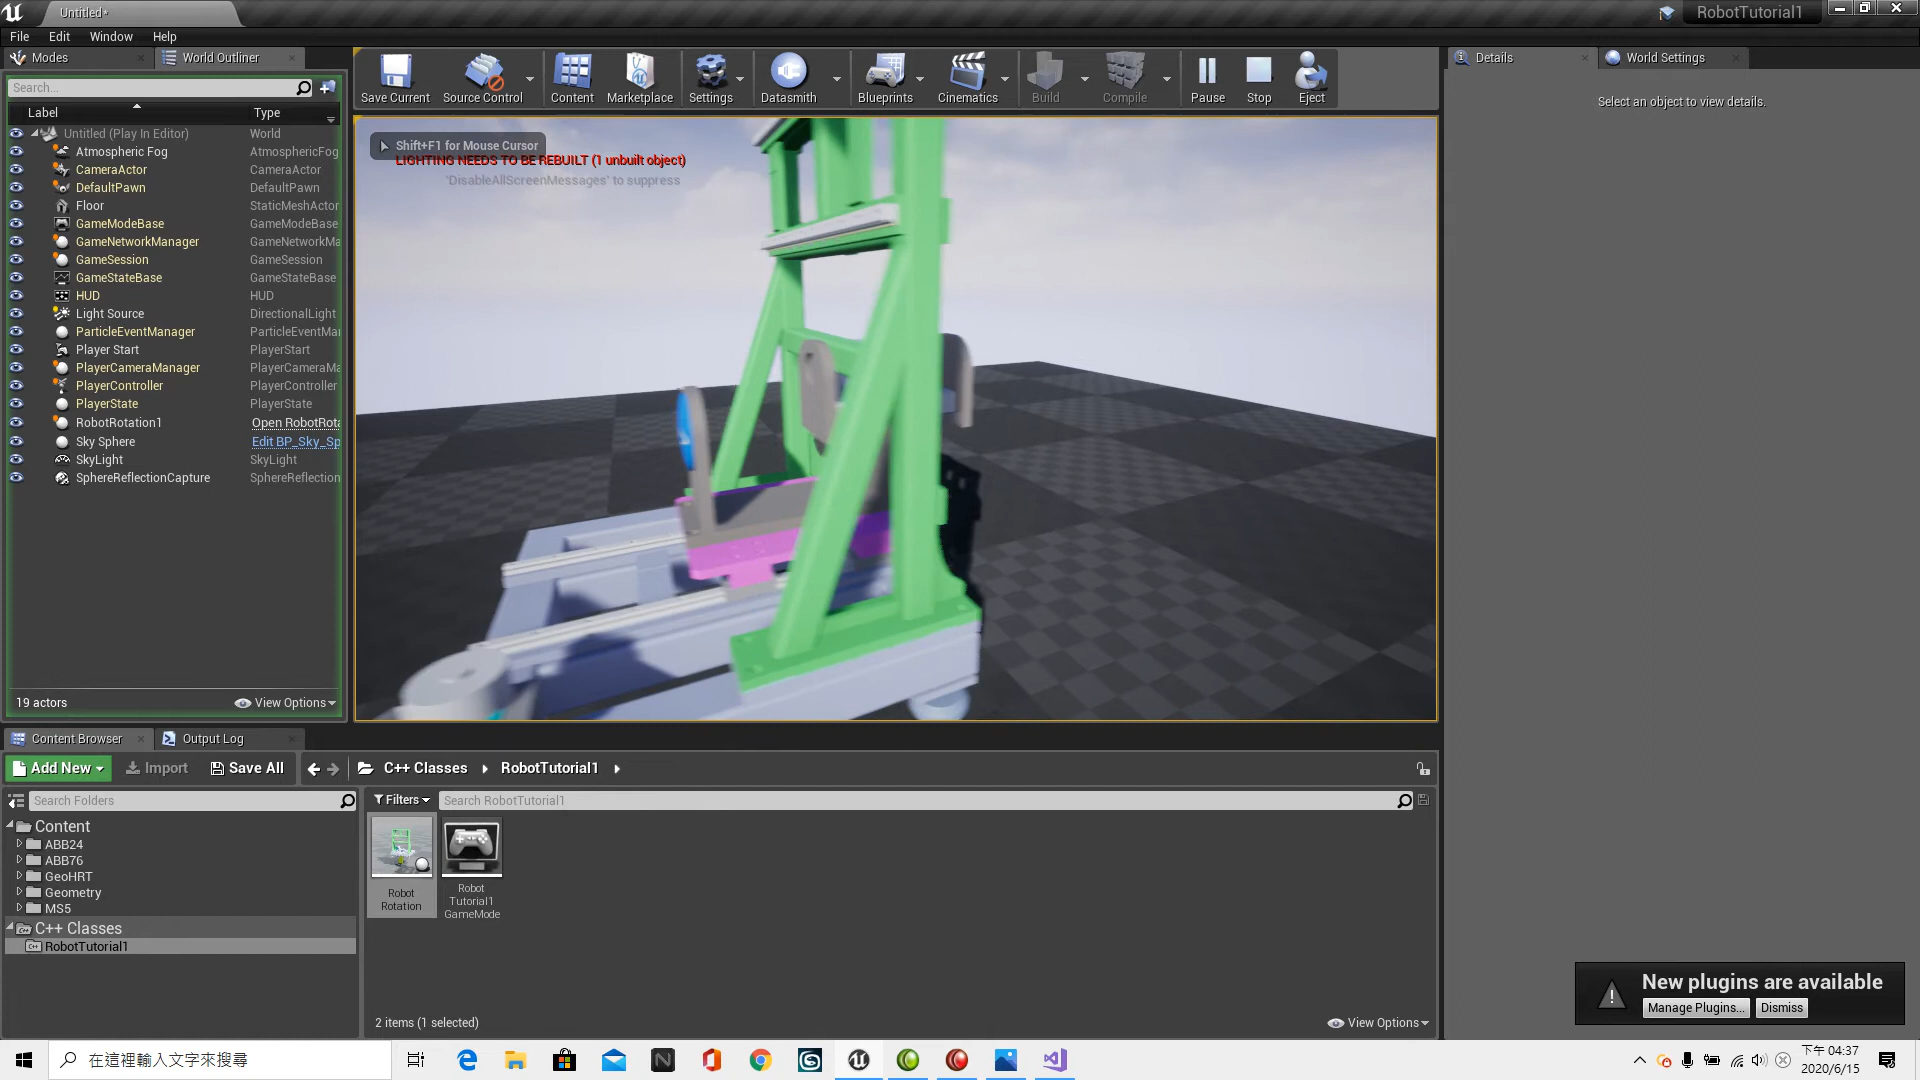 Untitled*
RobotTutorial1
File Edit Window Help
Modes
World Outliner
Search...
Label Type
Untitled (Play In Editor) World
Atmospheric Fog AtmosphericFog
CameraActor CameraActor
DefaultPawn DefaultPawn
Floor StaticMeshActor
GameModeBase GameModeBase
GameNetworkManager GameNetworkMa
GameSession GameSession
GameStateBase GameStateBase
HUD HUD
Light Source DirectionalLight
ParticleEventManager ParticleEventMa
Player Start PlayerStart
PlayerCameraManager PlayerCameraMa
PlayerController PlayerController
PlayerState PlayerState
RobotRotation1 Open RobotRota
Sky Sphere Edit BP_Sky_Sp
SkyLight SkyLight
SphereReflectionCapture SphereReflection
19 actors
View Options
Save Current Source Control Content Marketplace Settings Datasmith Blueprints Cinematics Build Compile Pause Stop Eject
Shift+F1 for Mouse Cursor
LIGHTING NEEDS TO BE REBUILT (1 unbuilt object)
'DisableAllScreenMessages' to suppress
Details
World Settings
Select an object to view details.
Content Browser
Output Log
Add New Import Save All C++ Classes RobotTutorial1
Search Folders
Content
ABB24
ABB76
GeoHRT
Geometry
MS5
C++ Classes
RobotTutorial1
Filters
Search RobotTutorial1
Robot
Rotation
Robot
Tutorial1
GameMode
2 items (1 selected)
View Options
New plugins are available
Manage Plugins... Dismiss
在這裡輸入文字來搜尋
下午 04:37
2020/6/15